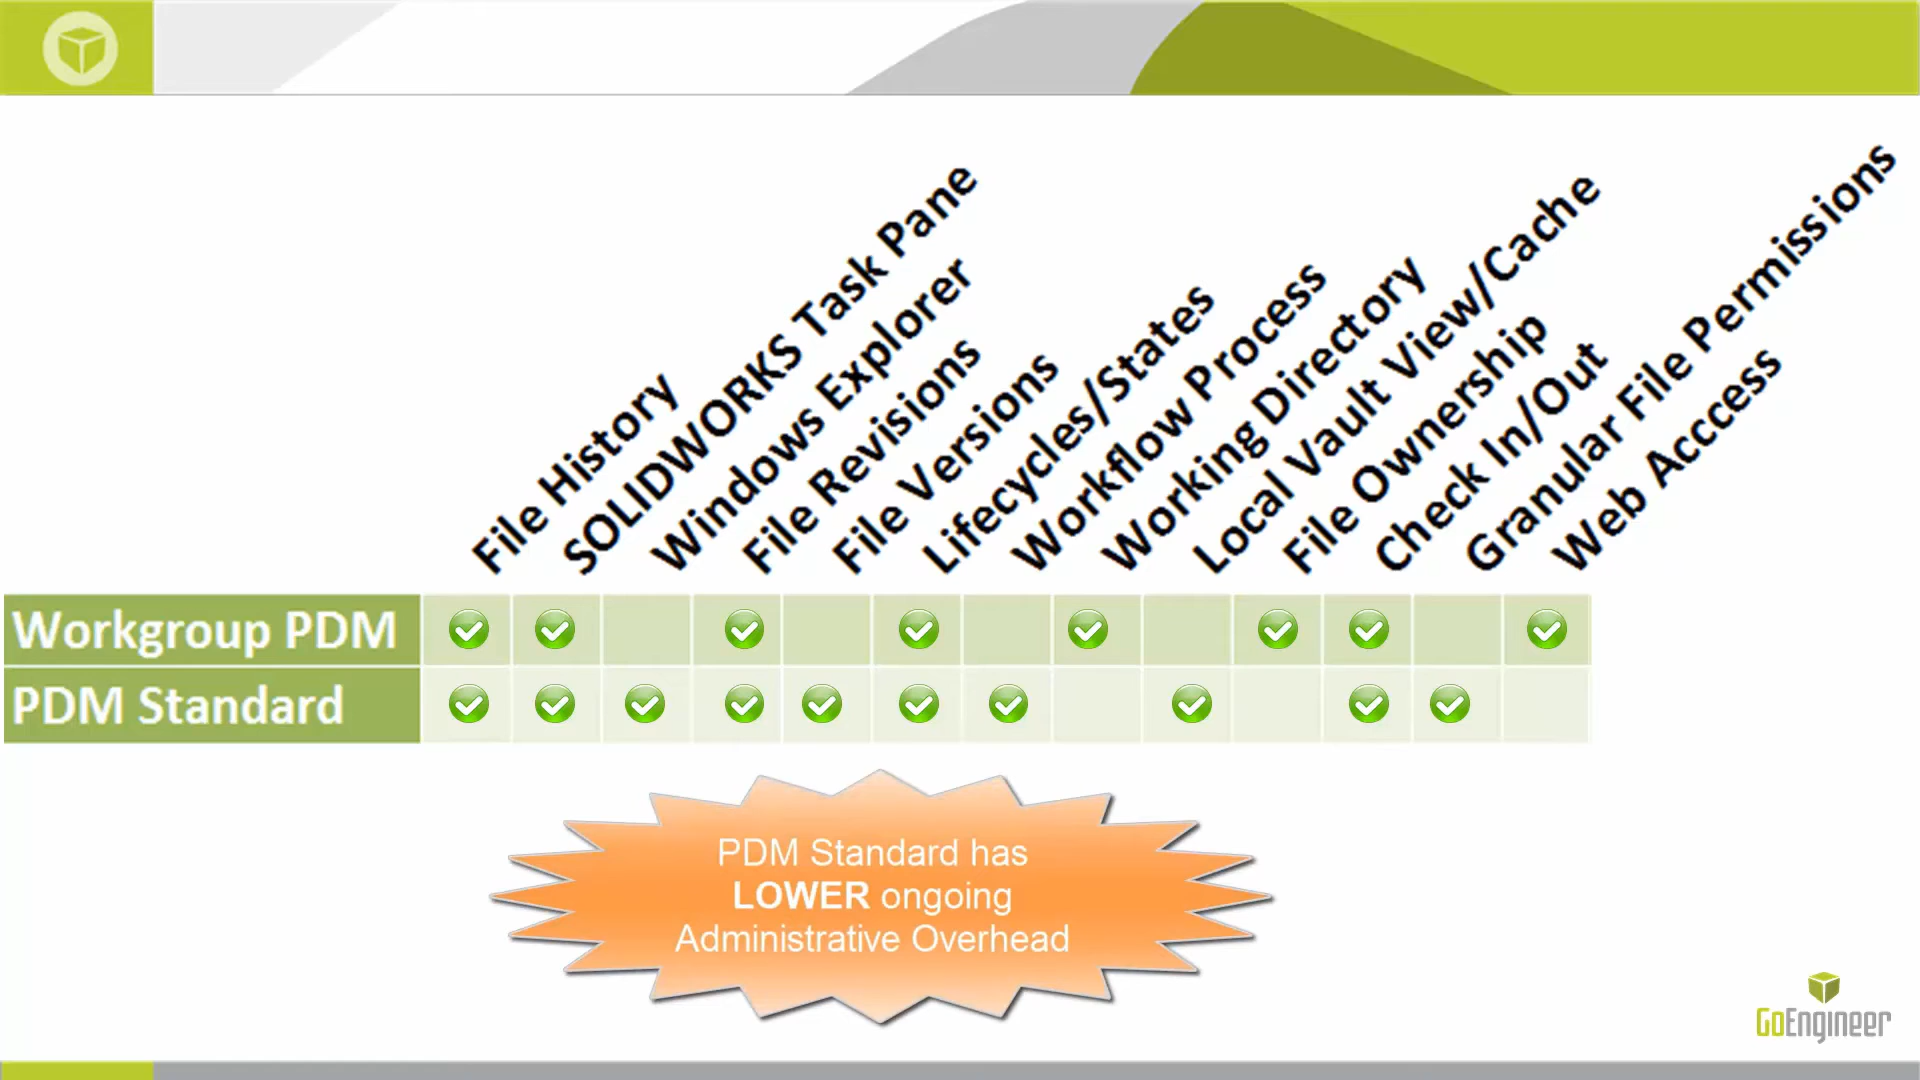 File History
SOLIDWORKS Task Pane
Windows Explorer
File Revisions
File Versions
Lifecycles/States
Workflow Process
Working Directory
Local Vault View/Cache
File Ownership
Check In/Out
Granular File Permissions
Web Acccess
Workgroup PDM
PDM Standard
PDM Standard has
LOWER ongoing
Administrative Overhead
GoEngineer